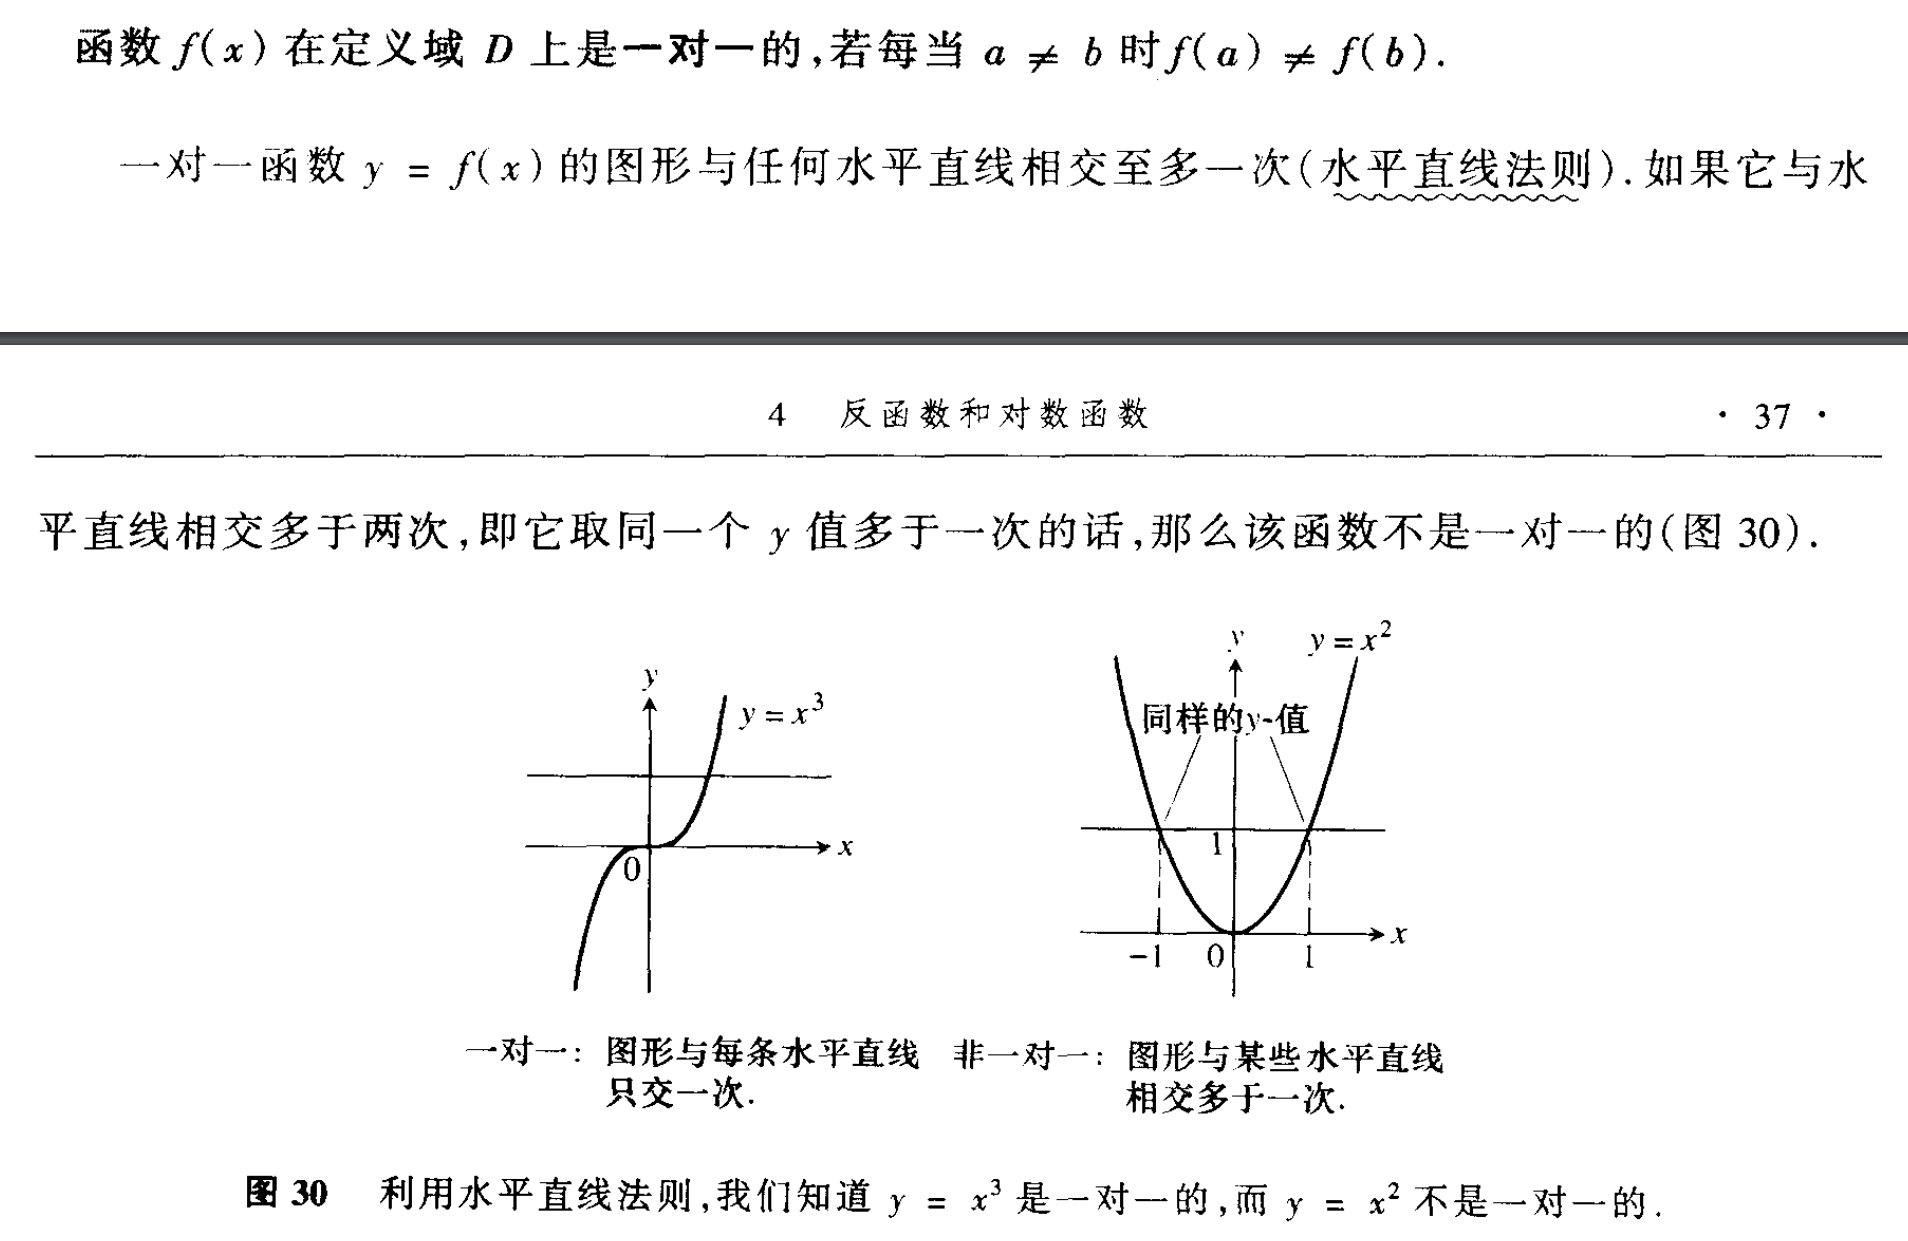 函数 f(x) 在定义域 D 上是一对一的,若每当 a ≠ b 时 f(a) ≠ f(b).
一对一函数 y = f(x) 的图形与任何水平直线相交至多一次(水平直线法则).如果它与水
4 反函数和对数函数 · 37 ·
平直线相交多于两次,即它取同一个 y 值多于一次的话,那么该函数不是一对一的(图 30).
y
y = x³
x
0
y
y = x²
同样的y-值
1
x
-1 0 1
一对一: 图形与每条水平直线
只交一次.
非一对一: 图形与某些水平直线
相交多于一次.
图 30 利用水平直线法则,我们知道 y = x³ 是一对一的,而 y = x² 不是一对一的.